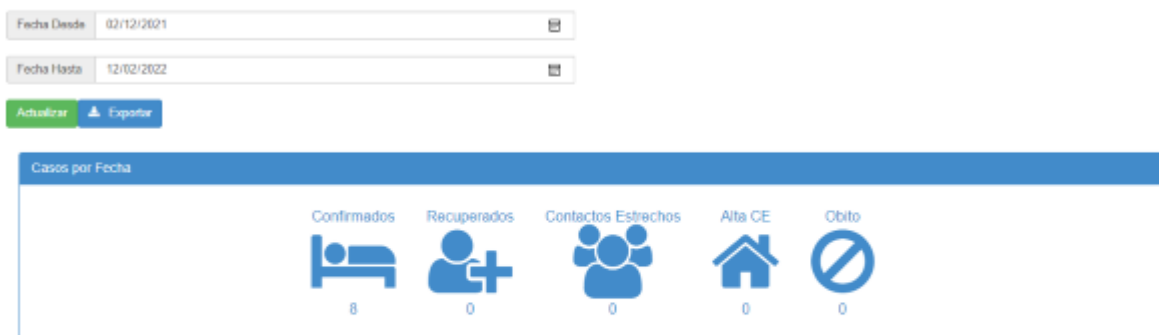 Fecha Desde 02/12/2021
Fecha Hasta 12/02/2022
Actualizar Exportar
Casos por Fecha
Confirmados Recuperados Contactos Estrechos Alta CE Obito
8 0 0 0 0